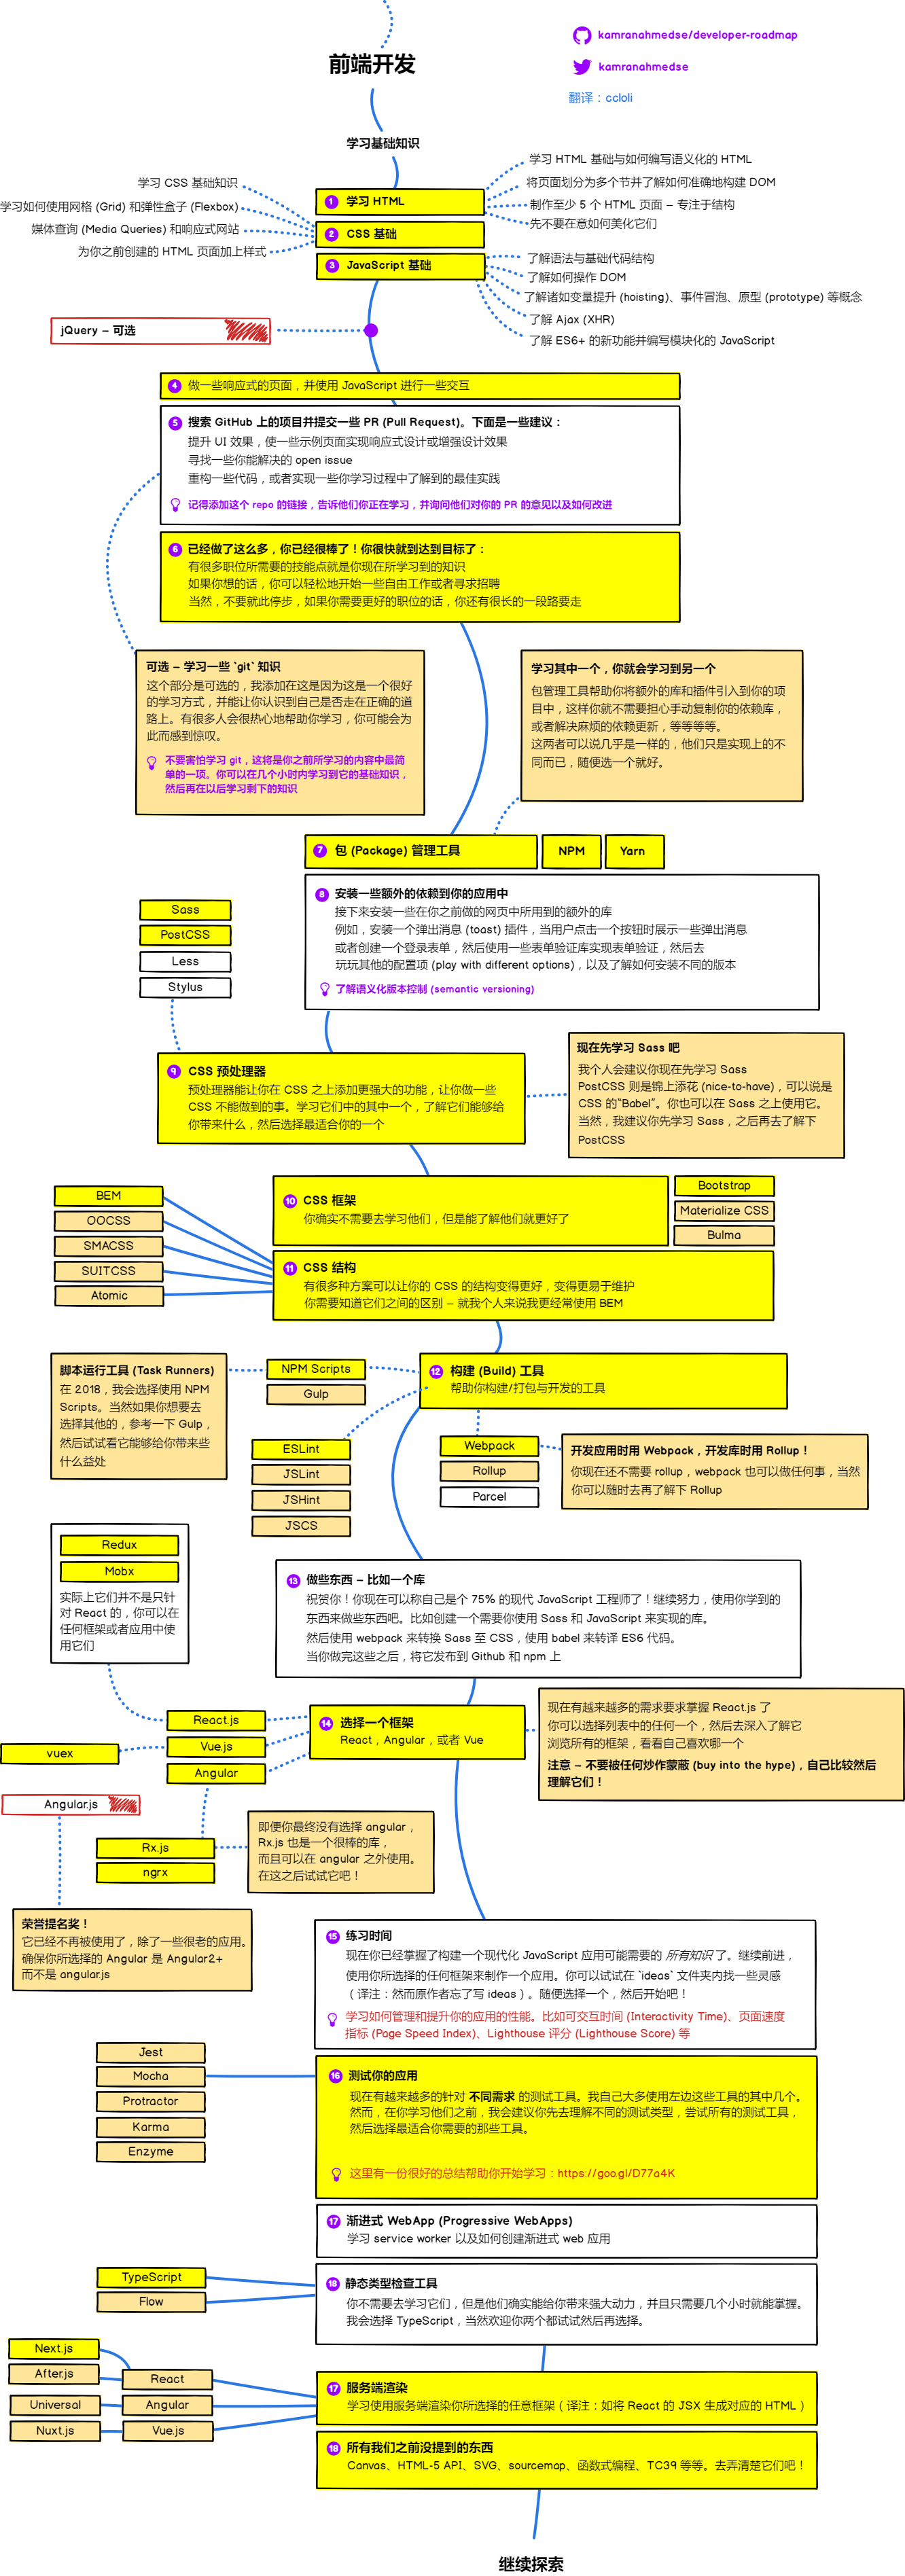 前端开发
kamranahmedse/developer-roadmap
kamranahmedse
翻译：ccloli
学习基础知识
1 学习 HTML
学习 HTML 基础与如何编写语义化的 HTML
将页面划分为多个节并了解如何准确地构建 DOM
制作至少 5 个 HTML 页面 – 专注于结构
先不要在意如何美化它们
学习 CSS 基础知识
学习如何使用网格 (Grid) 和弹性盒子 (Flexbox)
媒体查询 (Media Queries) 和响应式网站
为你之前创建的 HTML 页面加上样式
2 CSS 基础
3 JavaScript 基础
了解语法与基础代码结构
了解如何操作 DOM
了解诸如变量提升 (hoisting)、事件冒泡、原型 (prototype) 等概念
了解 Ajax (XHR)
了解 ES6+ 的新功能并编写模块化的 JavaScript
jQuery – 可选
4 做一些响应式的页面，并使用 JavaScript 进行一些交互
5 搜索 GitHub 上的项目并提交一些 PR (Pull Request)。下面是一些建议：
提升 UI 效果，使一些示例页面实现响应式设计或增强设计效果
寻找一些你能解决的 open issue
重构一些代码，或者实现一些你学习过程中了解到的最佳实践
记得添加这个 repo 的链接，告诉他们你正在学习，并询问他们对你的 PR 的意见以及如何改进
6 已经做了这么多，你已经很棒了！你很快就到达到目标了：
有很多职位所需要的技能点就是你现在所学习到的知识
如果你想的话，你可以轻松地开始一些自由工作或者寻求招聘
当然，不要就此停步，如果你需要更好的职位的话，你还有很长的一段路要走
可选 – 学习一些 `git` 知识
这个部分是可选的，我添加在这是因为这是一个很好
的学习方式，并能让你认识到自己是否走在正确的道
路上。有很多人会很热心地帮助你学习，你可能会为
此而感到惊叹。
不要害怕学习 git，这将是你之前所学习的内容中最简
单的一项。你可以在几个小时内学习到它的基础知识，
然后再在以后学习剩下的知识
学习其中一个，你就会学习到另一个
包管理工具帮助你将额外的库和插件引入到你的项
目中，这样你就不需要担心手动复制你的依赖库，
或者解决麻烦的依赖更新，等等等等。
这两者可以说几乎是一样的，他们只是实现上的不
同而已，随便选一个就好。
7 包 (Package) 管理工具
NPM
Yarn
8 安装一些额外的依赖到你的应用中
接下来安装一些在你之前做的网页中所用到的额外的库
例如，安装一个弹出消息 (toast) 插件，当用户点击一个按钮时展示一些弹出消息
或者创建一个登录表单，然后使用一些表单验证库实现表单验证，然后去
玩玩其他的配置项 (play with different options)，以及了解如何安装不同的版本
了解语义化版本控制 (semantic versioning)
Sass
PostCSS
Less
Stylus
9 CSS 预处理器
预处理器能让你在 CSS 之上添加更强大的功能，让你做一些
CSS 不能做到的事。学习它们中的其中一个，了解它们能够给
你带来什么，然后选择最适合你的一个
现在先学习 Sass 吧
我个人会建议你现在先学习 Sass
PostCSS 则是锦上添花 (nice-to-have)，可以说是
CSS 的“Babel”。你也可以在 Sass 之上使用它。
当然，我建议你先学习 Sass，之后再去了解下
PostCSS
10 CSS 框架
你确实不需要去学习他们，但是能了解他们就更好了
Bootstrap
Materialize CSS
Bulma
BEM
OOCSS
SMACSS
SUITCSS
Atomic
11 CSS 结构
有很多种方案可以让你的 CSS 的结构变得更好，变得更易于维护
你需要知道它们之间的区别 – 就我个人来说我更经常使用 BEM
脚本运行工具 (Task Runners)
在 2018，我会选择使用 NPM
Scripts。当然如果你想要去
选择其他的，参考一下 Gulp，
然后试试看它能够给你带来些
什么益处
NPM Scripts
Gulp
12 构建 (Build) 工具
帮助你构建/打包与开发的工具
ESLint
JSLint
JSHint
JSCS
Webpack
Rollup
Parcel
开发应用时用 Webpack，开发库时用 Rollup！
你现在还不需要 rollup，webpack 也可以做任何事，当然
你可以随时去再了解下 Rollup
Redux
Mobx
实际上它们并不是只针
对 React 的，你可以在
任何框架或者应用中使
用它们
13 做些东西 – 比如一个库
祝贺你！你现在可以称自己是个 75% 的现代 JavaScript 工程师了！继续努力，使用你学到的
东西来做些东西吧。比如创建一个需要你使用 Sass 和 JavaScript 来实现的库。
然后使用 webpack 来转换 Sass 至 CSS，使用 babel 来转译 ES6 代码。
当你做完这些之后，将它发布到 Github 和 npm 上
React.js
Vue.js
Angular
vuex
14 选择一个框架
React，Angular，或者 Vue
现在有越来越多的需求要求掌握 React.js 了
你可以选择列表中的任何一个，然后去深入了解它
浏览所有的框架，看看自己喜欢哪一个
注意 – 不要被任何炒作蒙蔽 (buy into the hype)，自己比较然后
理解它们！
Angular.js
Rx.js
ngrx
即便你最终没有选择 angular，
Rx.js 也是一个很棒的库，
而且可以在 angular 之外使用。
在这之后试试它吧！
荣誉提名奖！
它已经不再被使用了，除了一些很老的应用。
确保你所选择的 Angular 是 Angular2+
而不是 angular.js
15 练习时间
现在你已经掌握了构建一个现代化 JavaScript 应用可能需要的 所有知识 了。继续前进，
使用你所选择的任何框架来制作一个应用。你可以试试在 `ideas` 文件夹内找一些灵感
（译注：然而原作者忘了写 ideas）。随便选择一个，然后开始吧！
学习如何管理和提升你的应用的性能。比如可交互时间 (Interactivity Time)、页面速度
指标 (Page Speed Index)、Lighthouse 评分 (Lighthouse Score) 等
Jest
Mocha
Protractor
Karma
Enzyme
16 测试你的应用
现在有越来越多的针对 不同需求 的测试工具。我自己大多使用左边这些工具的其中几个。
然而，在你学习他们之前，我会建议你先去理解不同的测试类型，尝试所有的测试工具，
然后选择最适合你需要的那些工具。
这里有一份很好的总结帮助你开始学习：https://goo.gl/D77a4K
17 渐进式 WebApp (Progressive WebApps)
学习 service worker 以及如何创建渐进式 web 应用
TypeScript
Flow
18 静态类型检查工具
你不需要去学习它们，但是他们确实能给你带来强大动力，并且只需要几个小时就能掌握。
我会选择 TypeScript，当然欢迎你两个都试试然后再选择。
Next.js
After.js
Universal
Nuxt.js
React
Angular
Vue.js
17 服务端渲染
学习使用服务端渲染你所选择的任意框架（译注：如将 React 的 JSX 生成对应的 HTML）
18 所有我们之前没提到的东西
Canvas、HTML-5 API、SVG、sourcemap、函数式编程、TC39 等等。去弄清楚它们吧！
继续探索